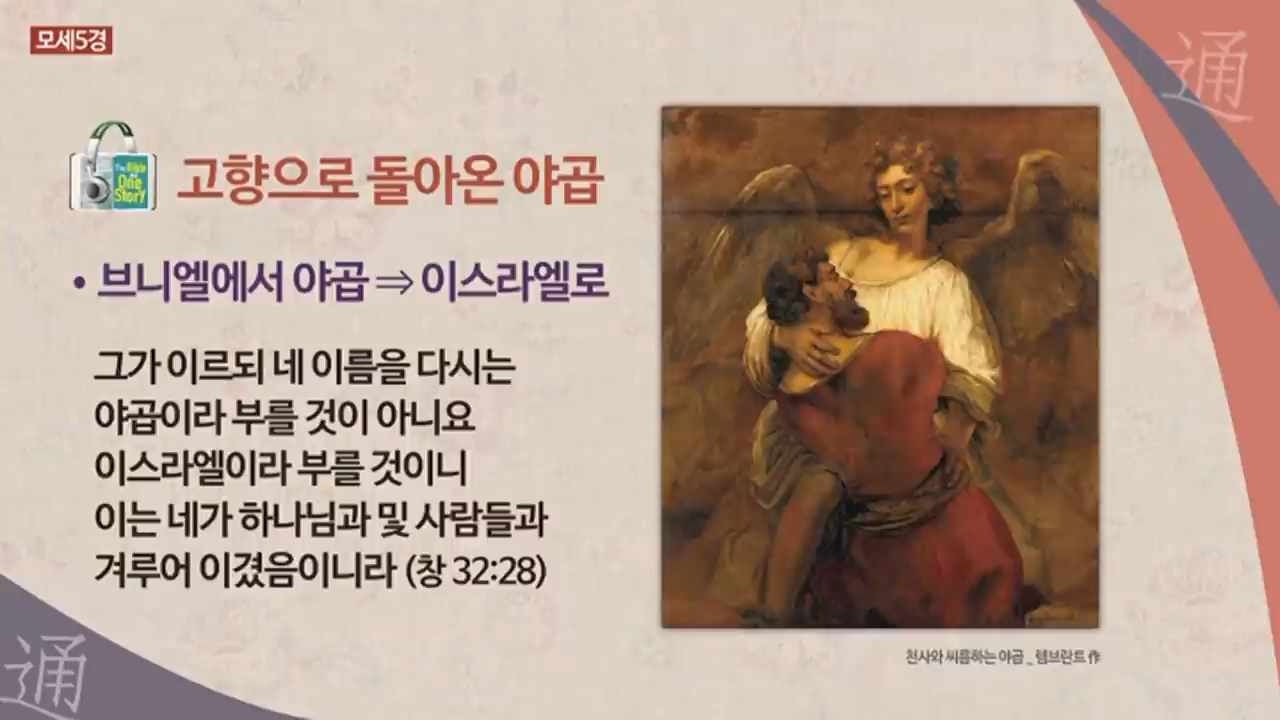 모세5경
通
The Bible
as
One
Story
고향으로 돌아온 야곱
• 브니엘에서 야곱 ⇒ 이스라엘로
그가 이르되 네 이름을 다시는
야곱이라 부를 것이 아니요
이스라엘이라 부를 것이니
이는 네가 하나님과 및 사람들과
겨루어 이겼음이니라 (창 32:28)
천사와 씨름하는 야곱 _ 렘브란트 作
通